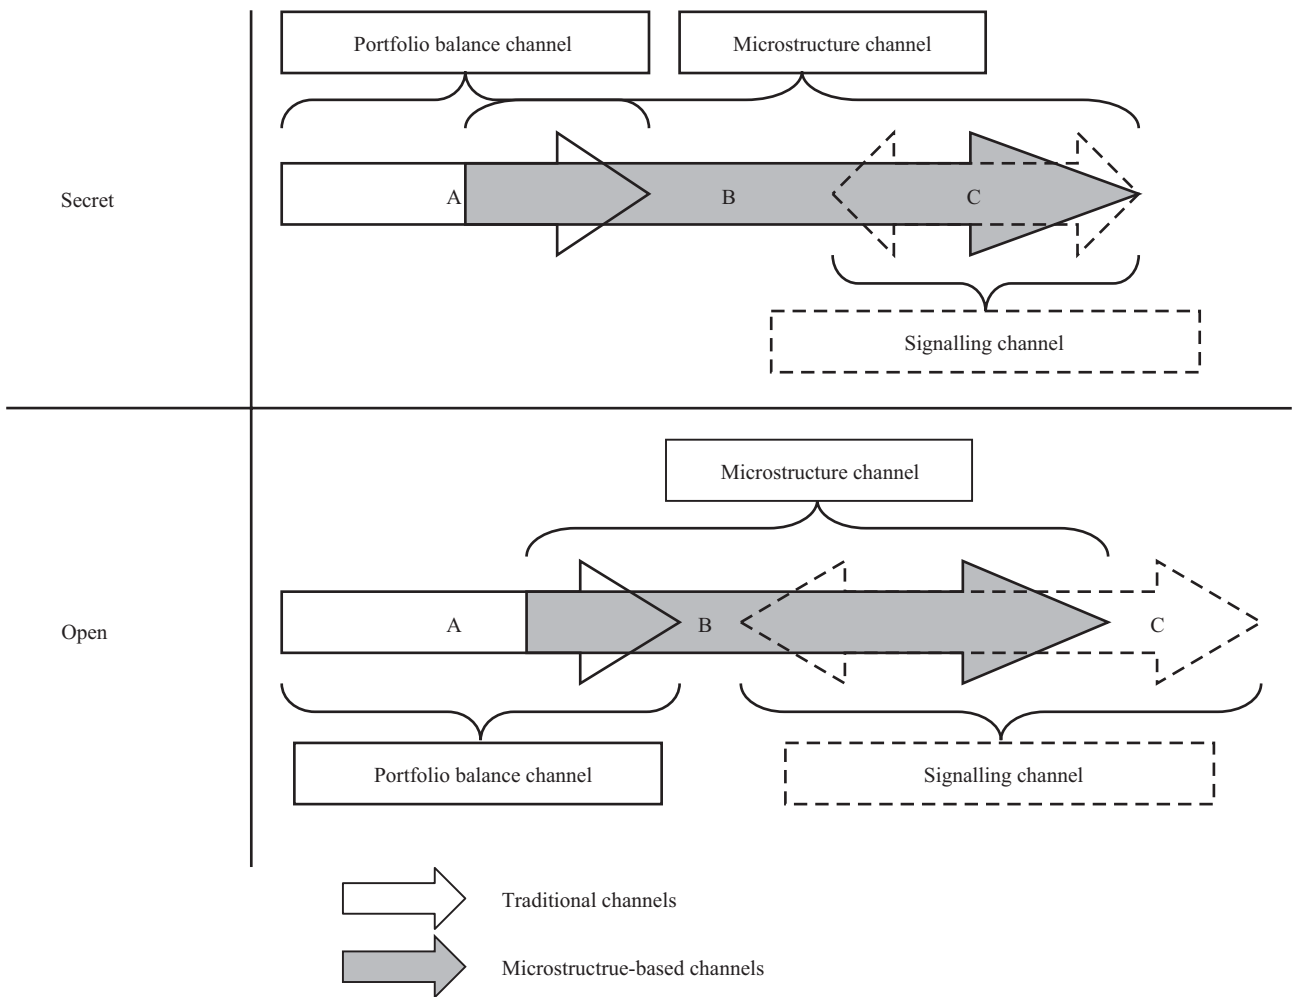 Portfolio balance channel
Microstructure channel
Secret
A
B
C
Signalling channel
Microstructure channel
Open
A
B
C
Portfolio balance channel
Signalling channel
Traditional channels
Microstructrue-based channels